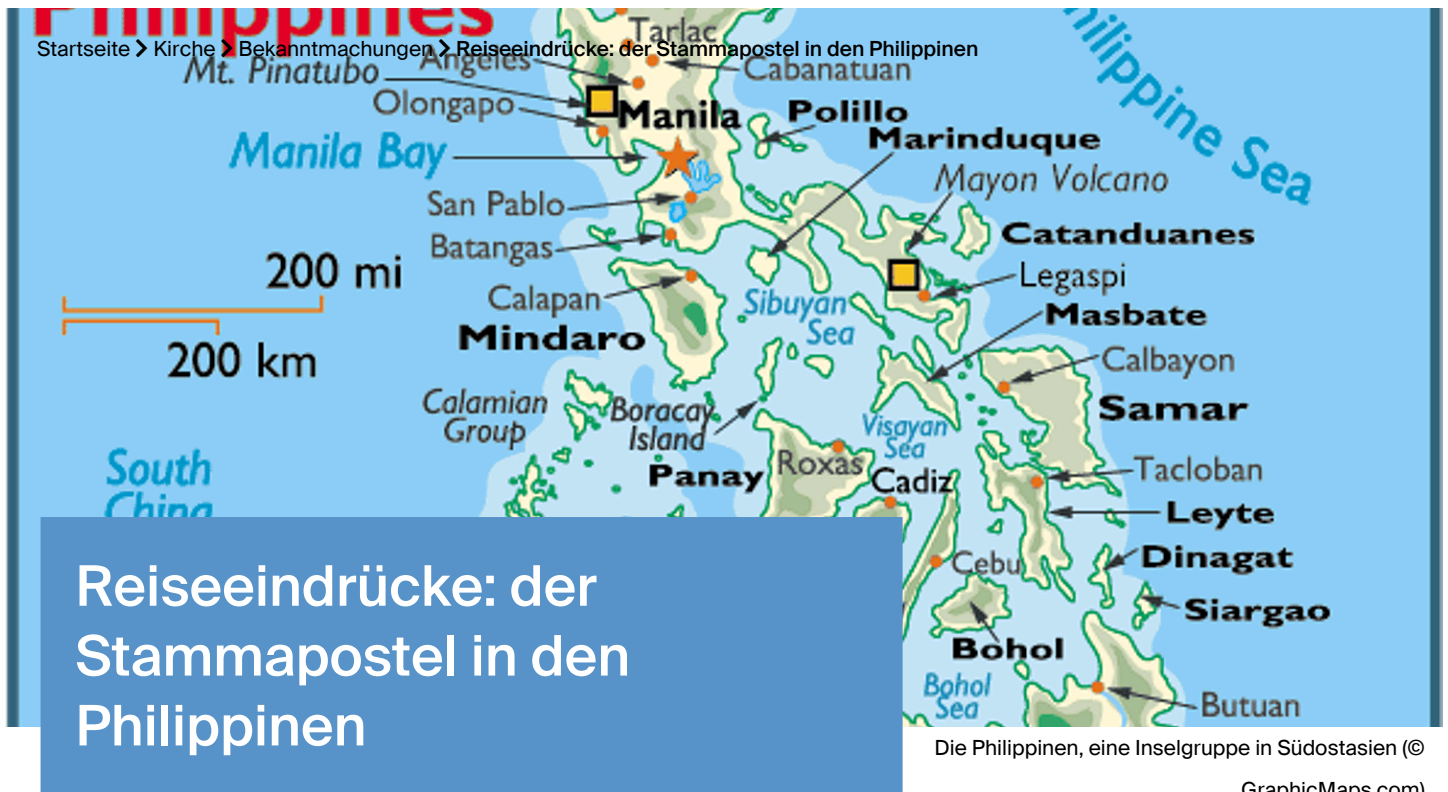 Philippines
Startseite > Kirche > Bekanntmachungen > Reiseeindrücke: der Stammapostel in den Philippinen
Tarlac
Mt. Pinatubo
Angeles
Cabanatuan
Olongapo
Manila
Polillo
Philippine Sea
Manila Bay
Marinduque
Mayon Volcano
San Pablo
Catanduanes
Batangas
200 mi
Legaspi
Calapan
Sibuyan
Sea
Masbate
Mindaro
200 km
Calbayon
Calamian
Group
Boracay
Island
Samar
Visayan
Sea
South
China
Panay
Roxas
Cadiz
Tacloban
Leyte
Dinagat
Cebu
Siargao
Bohol
Bohol
Sea
Butuan
Reiseeindrücke: der
Stammapostel in den
Philippinen
Die Philippinen, eine Inselgruppe in Südostasien (©
GraphicMaps.com)